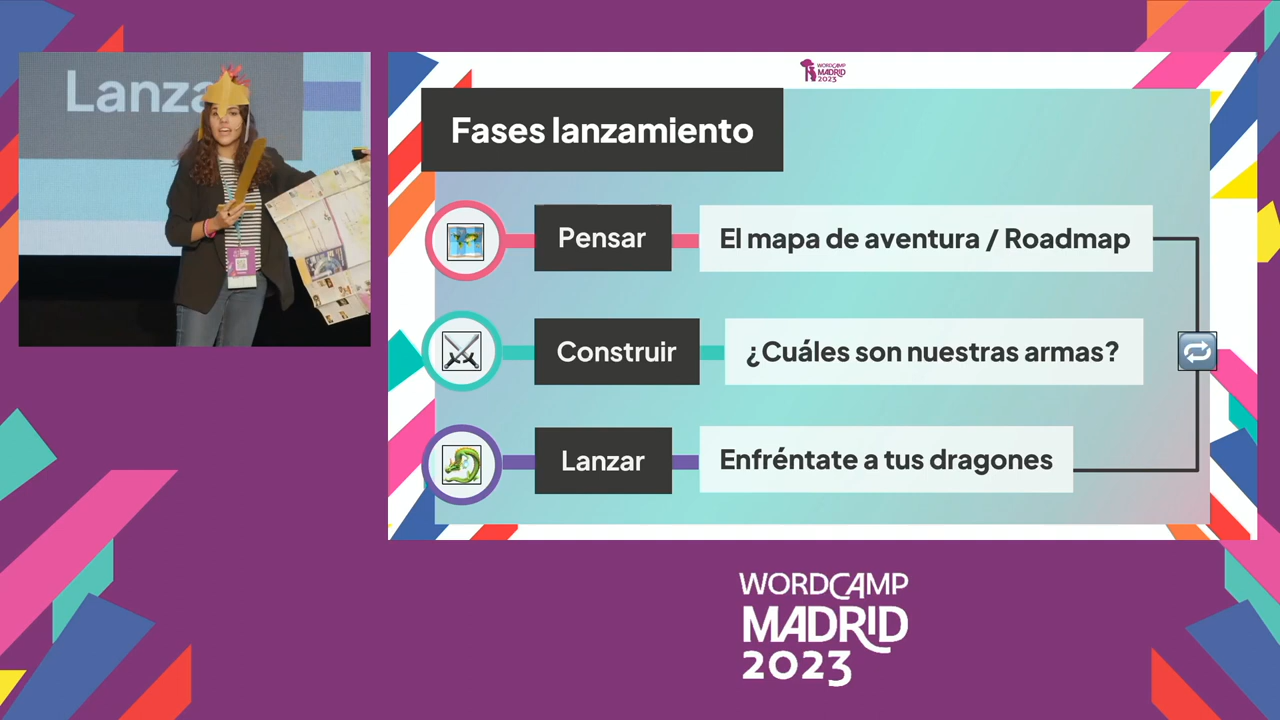 Lanza
WORDCAMP
MADRID
2023
Fases lanzamiento
Pensar
El mapa de aventura / Roadmap
Construir
¿Cuáles son nuestras armas?
Lanzar
Enfréntate a tus dragones
WORDCAMP
MADRID
2023